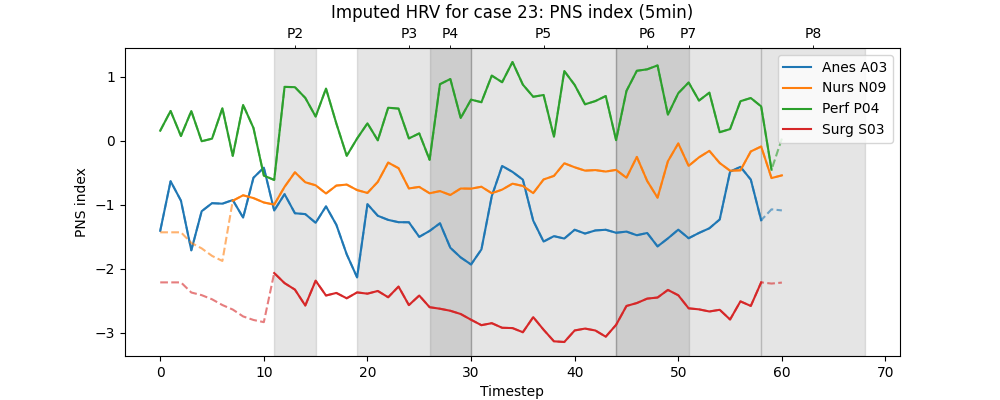 Imputed HRV for case 23: PNS index (5min)
P2 P3 P4 P5 P6 P7 P8
Anes A03
Nurs N09
Perf P04
Surg S03
PNS index
1
0
−1
−2
−3
0 10 20 30 40 50 60 70
Timestep